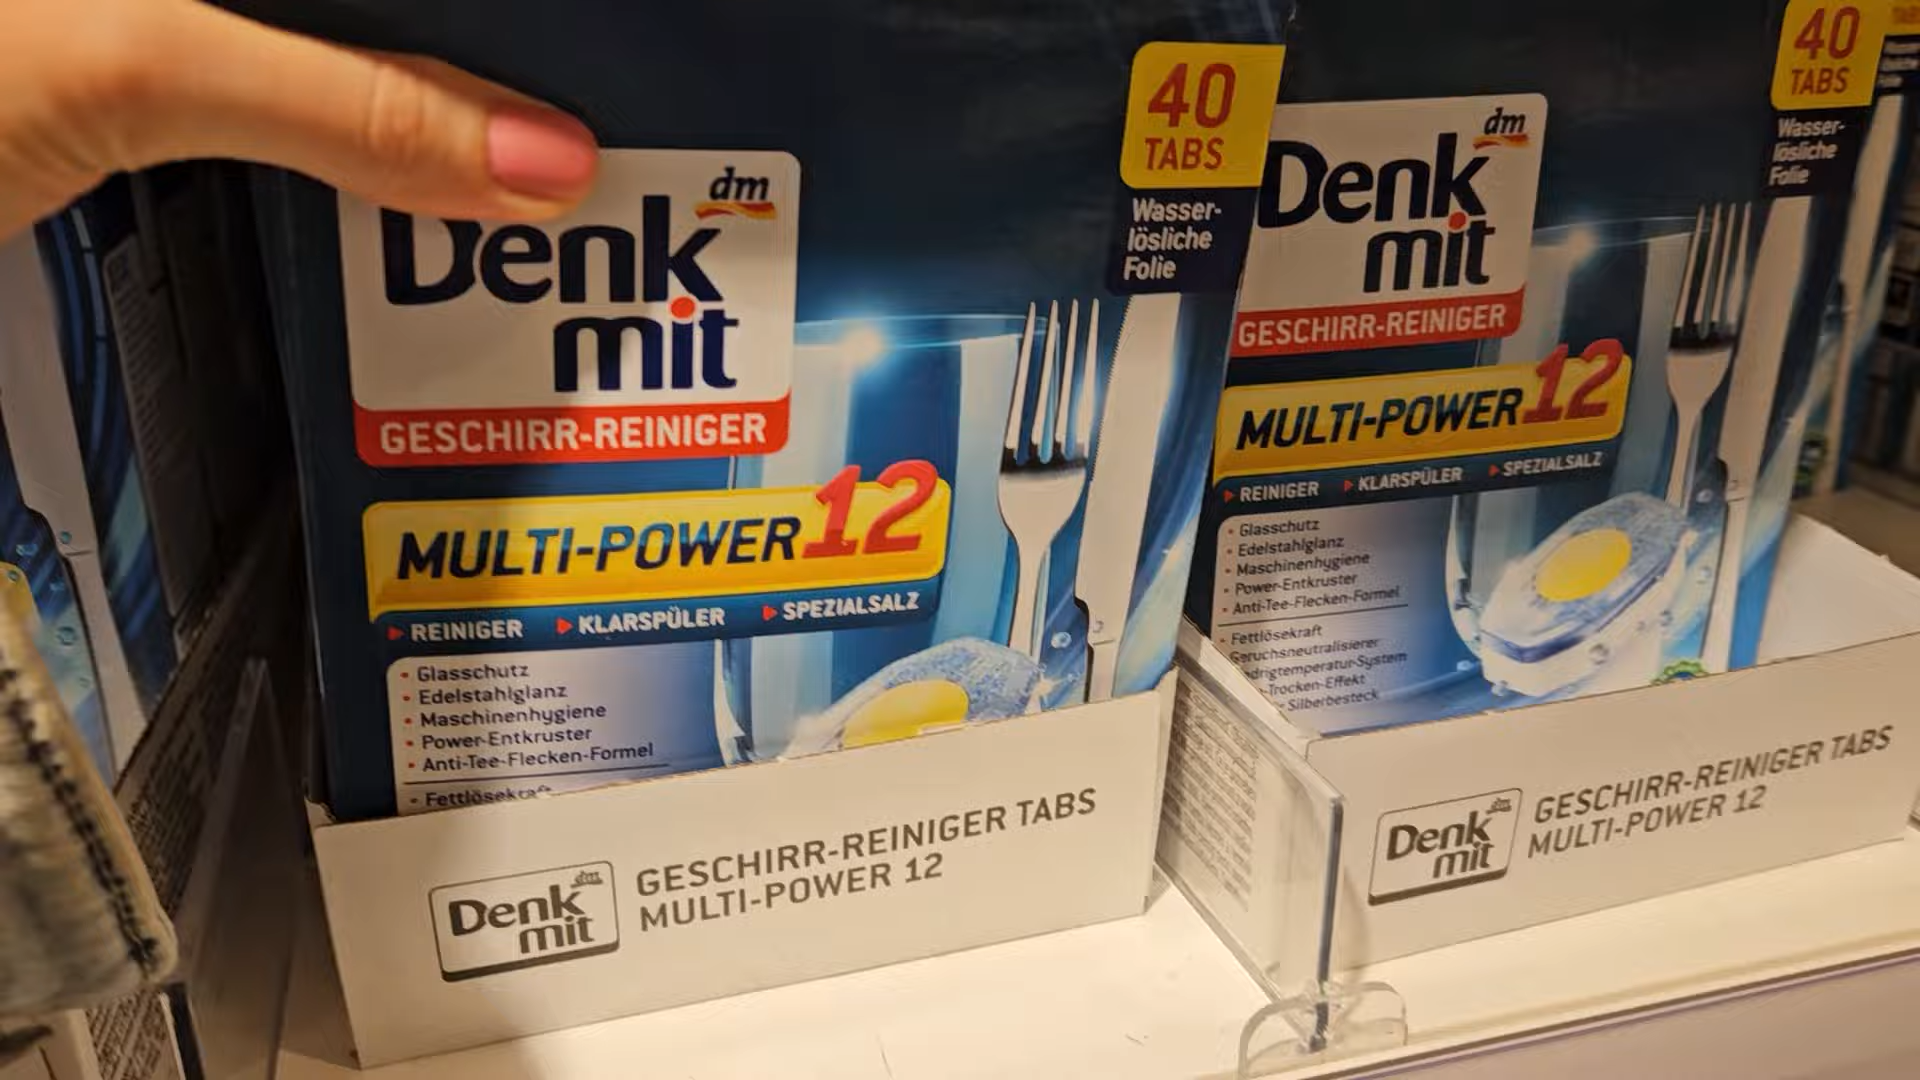 dm
Denk
mit
GESCHIRR-REINIGER
MULTI-POWER 12
REINIGER KLARSPÜLER SPEZIALSALZ
• Glasschutz
• Edelstahlglanz
• Maschinenhygiene
• Power-Entkruster
• Anti-Tee-Flecken-Formel
• Fettlösekraft
40
TABS
Wasser-
lösliche
Folie
dm
Denk
mit
GESCHIRR-REINIGER TABS
MULTI-POWER 12
dm
Denk
mit
GESCHIRR-REINIGER
MULTI-POWER 12
REINIGER KLARSPÜLER SPEZIALSALZ
• Glasschutz
• Edelstahlglanz
• Maschinenhygiene
• Power-Entkruster
• Anti-Tee-Flecken-Formel
• Fettlösekraft
Geruchsneutralisierer
drigtemperatur-System
-Trocken-Effekt
Silberbesteck
40
TABS
Wasser-
lösliche
Folie
dm
Denk
mit
GESCHIRR-REINIGER TABS
MULTI-POWER 12